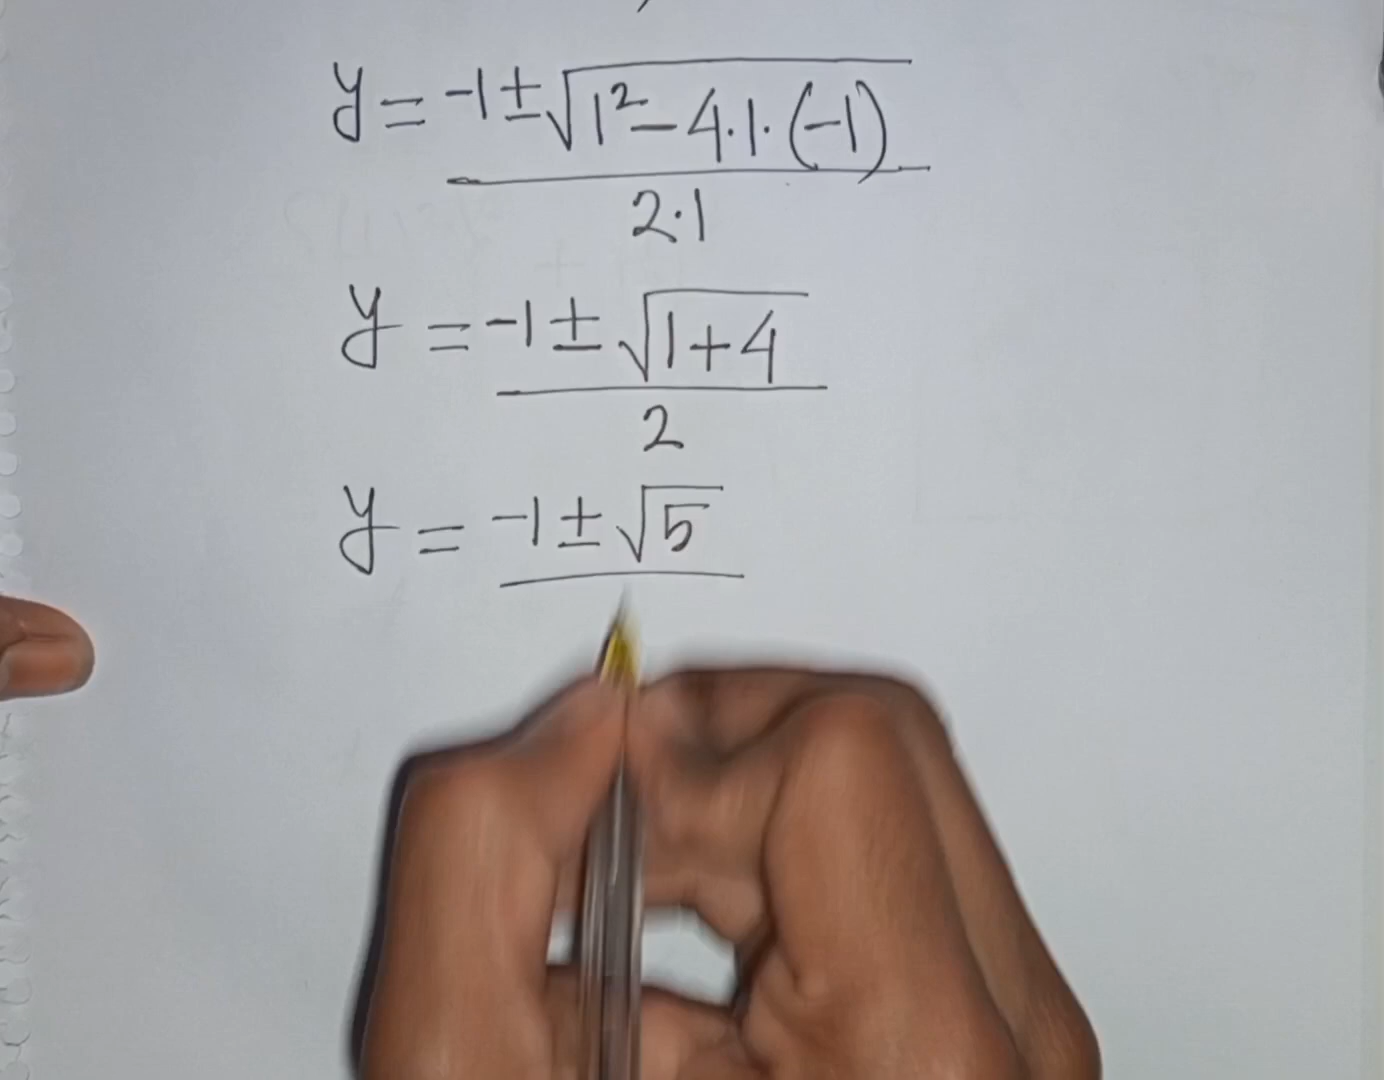 y = -1 ± √(1² - 4·1·(-1)) / 2·1
y = -1 ± √(1+4) / 2
y = -1 ± √5